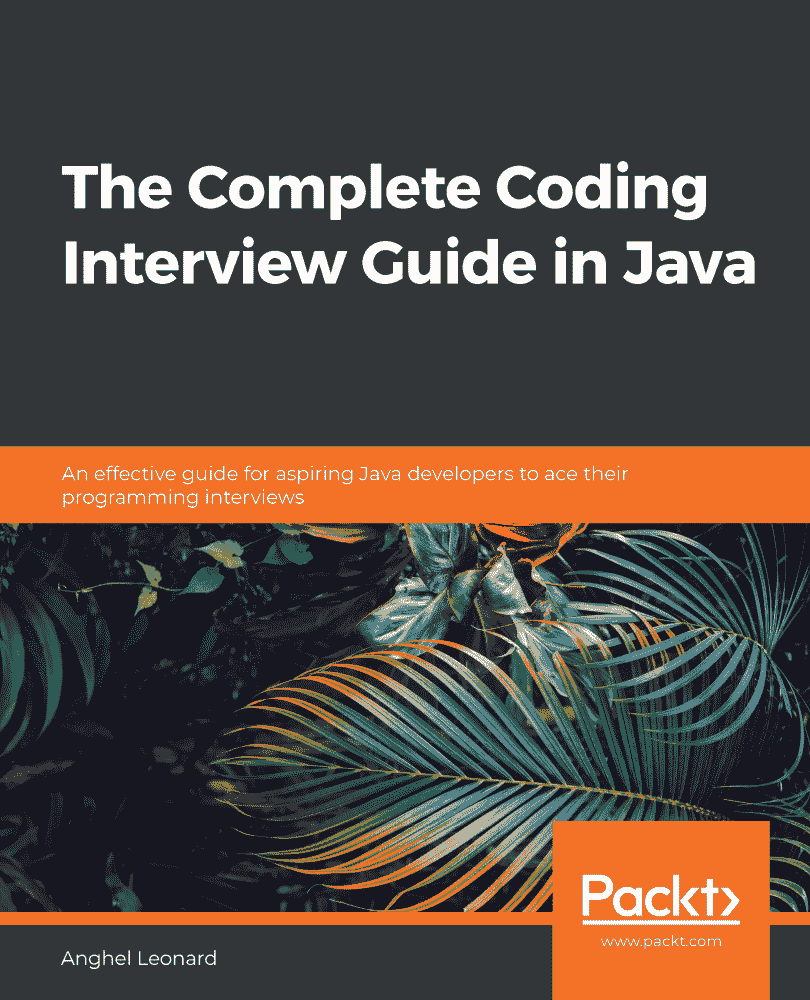 The Complete Coding
Interview Guide in Java
An effective guide for aspiring Java developers to ace their
programming interviews
Packt>
www.packt.com
Anghel Leonard